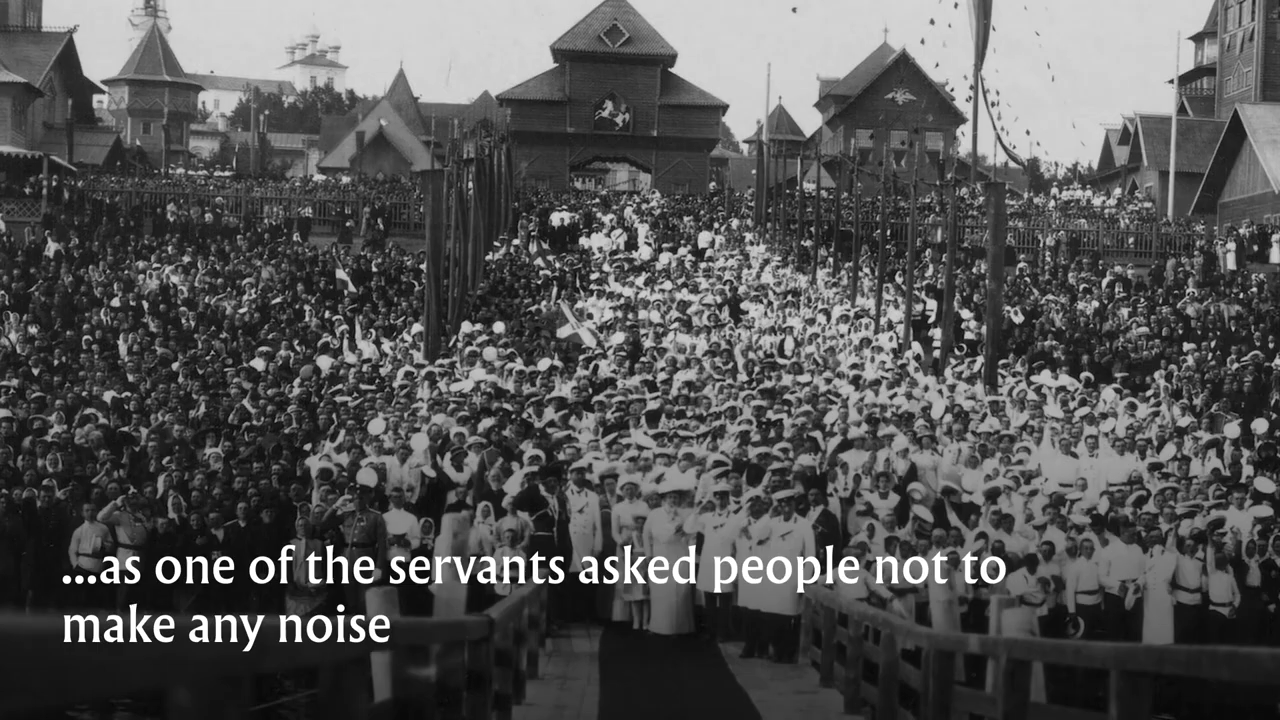 ...as one of the servants asked people not to
make any noise